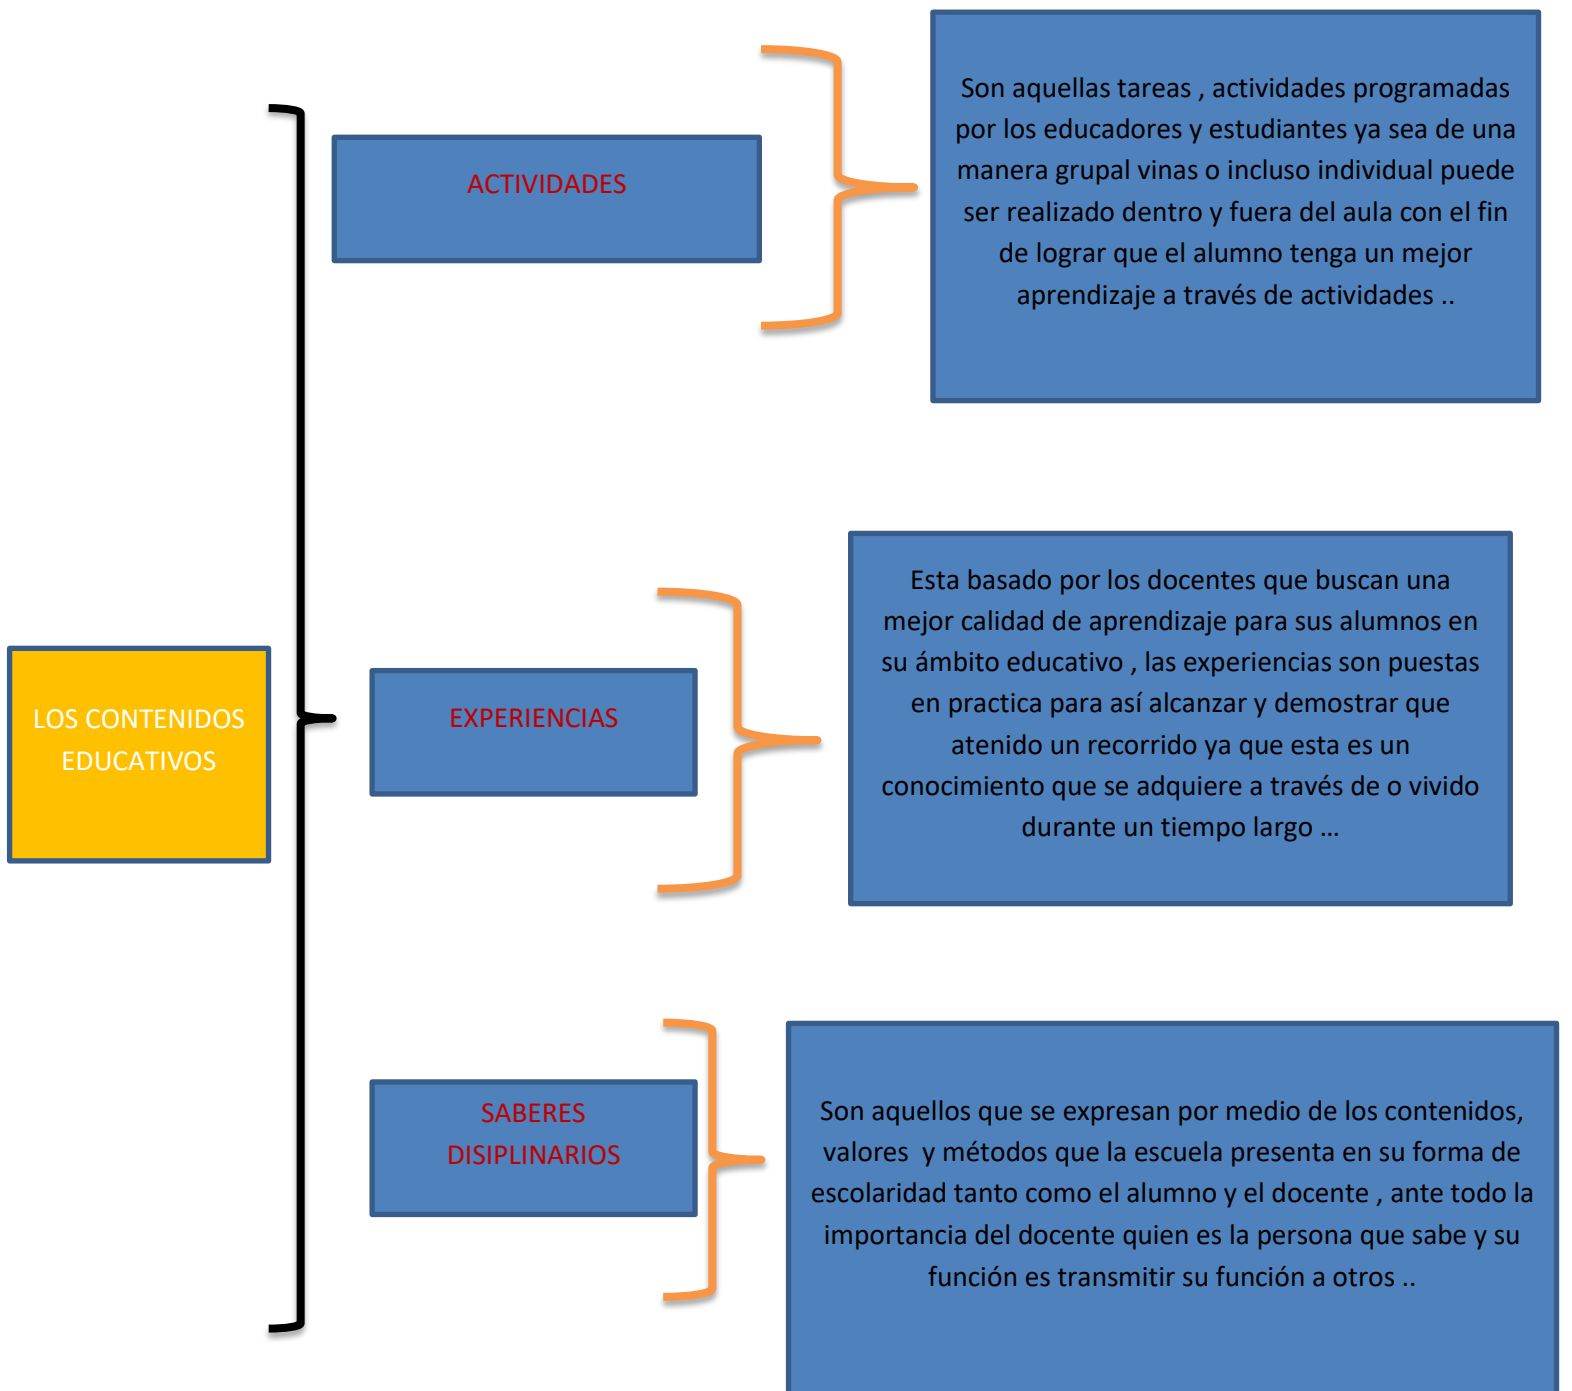 LOS CONTENIDOS
EDUCATIVOS
ACTIVIDADES
Son aquellas tareas , actividades programadas
por los educadores y estudiantes ya sea de una
manera grupal vinas o incluso individual puede
ser realizado dentro y fuera del aula con el fin
de lograr que el alumno tenga un mejor
aprendizaje a través de actividades ..
EXPERIENCIAS
Esta basado por los docentes que buscan una
mejor calidad de aprendizaje para sus alumnos en
su ámbito educativo , las experiencias son puestas
en practica para así alcanzar y demostrar que
atenido un recorrido ya que esta es un
conocimiento que se adquiere a través de o vivido
durante un tiempo largo …
SABERES
DISIPLINARIOS
Son aquellos que se expresan por medio de los contenidos,
valores  y métodos que la escuela presenta en su forma de
escolaridad tanto como el alumno y el docente , ante todo la
importancia del docente quien es la persona que sabe y su
función es transmitir su función a otros ..